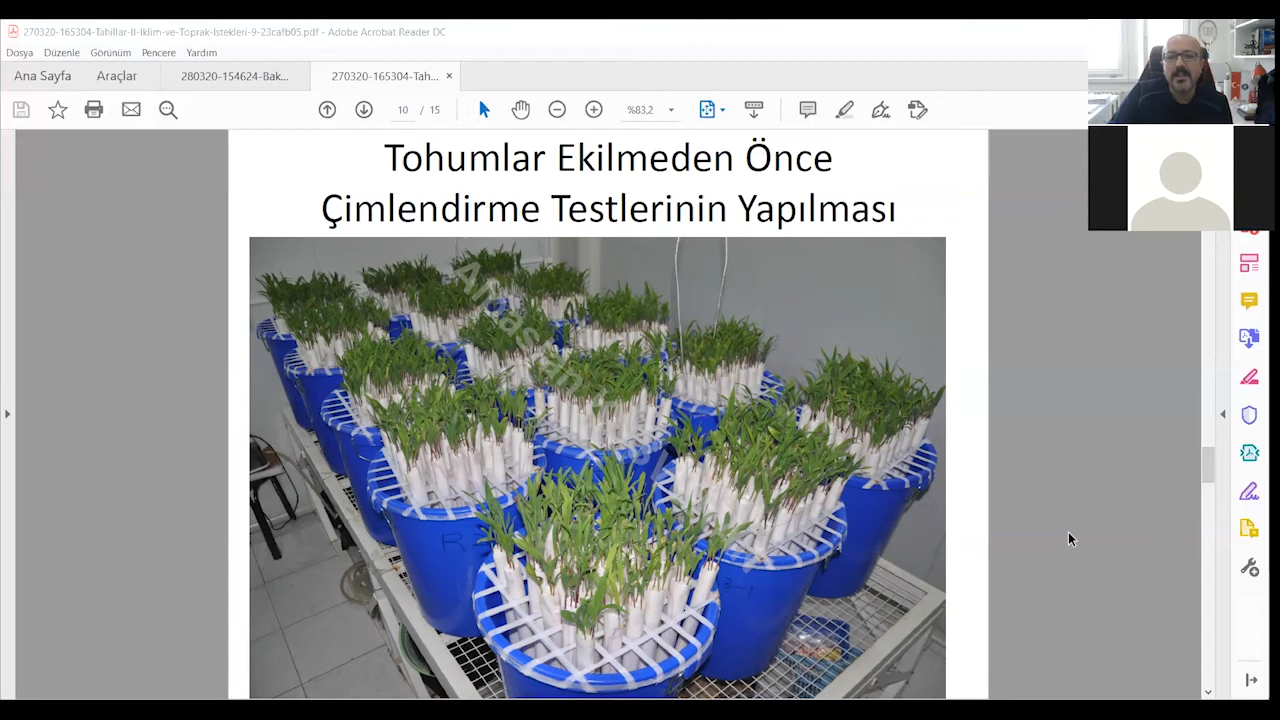 270320-165304-Tahillar-II-Iklim-ve-Toprak-Istekleri-9-23cafb05.pdf - Adobe Acrobat Reader DC
Dosya Düzenle Görünüm Pencere Yardım
Ana Sayfa Araçlar 280320-154624-Bak... 270320-165304-Tah... ×
10 / 15 %83,2
Tohumlar Ekilmeden Önce
Çimlendirme Testlerinin Yapılması
R